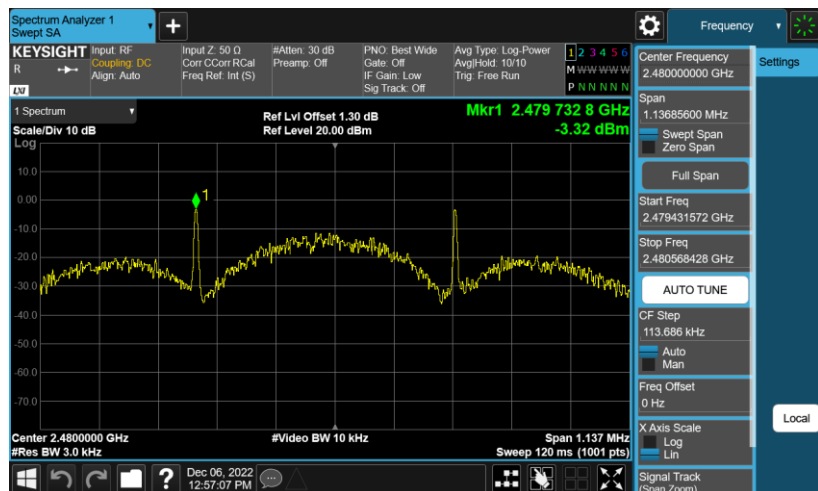 Spectrum Analyzer 1
Swept SA
+
Frequency
KEYSIGHT
R
LXI
Input: RF
Coupling: DC
Align: Auto
Input Z: 50 Ω
Corr CCorr RCal
Freq Ref: Int (S)
#Atten: 30 dB
Preamp: Off
PNO: Best Wide
Gate: Off
IF Gain: Low
Sig Track: Off
Avg Type: Log-Power
Avg|Hold: 10/10
Trig: Free Run
1 2 3 4 5 6
M W W W W W
P N N N N N
1 Spectrum
Scale/Div 10 dB
Ref Lvl Offset 1.30 dB
Ref Level 20.00 dBm
Mkr1 2.479 732 8 GHz
-3.32 dBm
Log
10.0
0.00
-10.0
-20.0
-30.0
-40.0
-50.0
-60.0
-70.0
1
Center 2.4800000 GHz
#Res BW 3.0 kHz
#Video BW 10 kHz
Span 1.137 MHz
Sweep 120 ms (1001 pts)
Center Frequency
2.480000000 GHz
Span
1.13685600 MHz
Swept Span
Zero Span
Full Span
Start Freq
2.479431572 GHz
Stop Freq
2.480568428 GHz
AUTO TUNE
CF Step
113.686 kHz
Auto
Man
Freq Offset
0 Hz
X Axis Scale
Log
Lin
Signal Track
(Span Zoom)
Settings
Local
?
Dec 06, 2022
12:57:07 PM